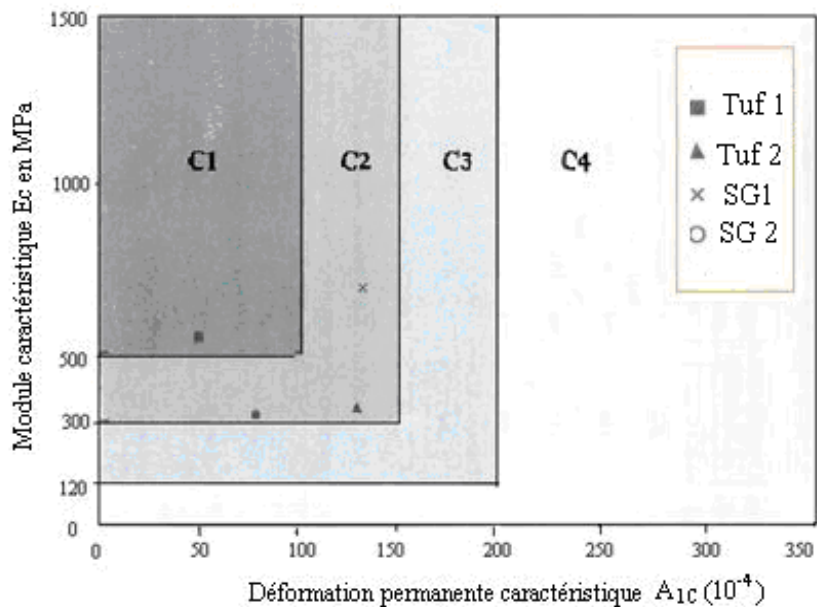 1500
1000
500
300
120
0
Module caractéristique Ec en MPa
C1
C2
C3
C4
Tuf 1
Tuf 2
SG1
SG 2
0
50
100
150
200
250
300
350
Déformation permanente caractéristique A1C (10-4)